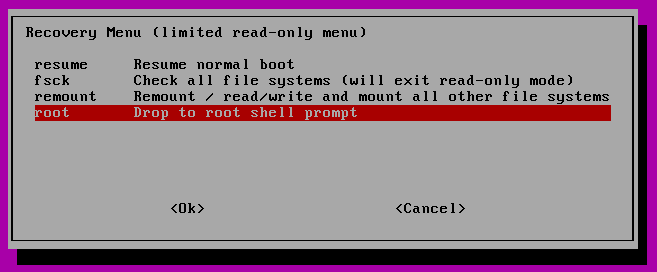 Recovery Menu (limited read-only menu)
resume Resume normal boot
fsck Check all file systems (will exit read-only mode)
remount Remount / read/write and mount all other file systems
root Drop to root shell prompt
<Ok> <Cancel>